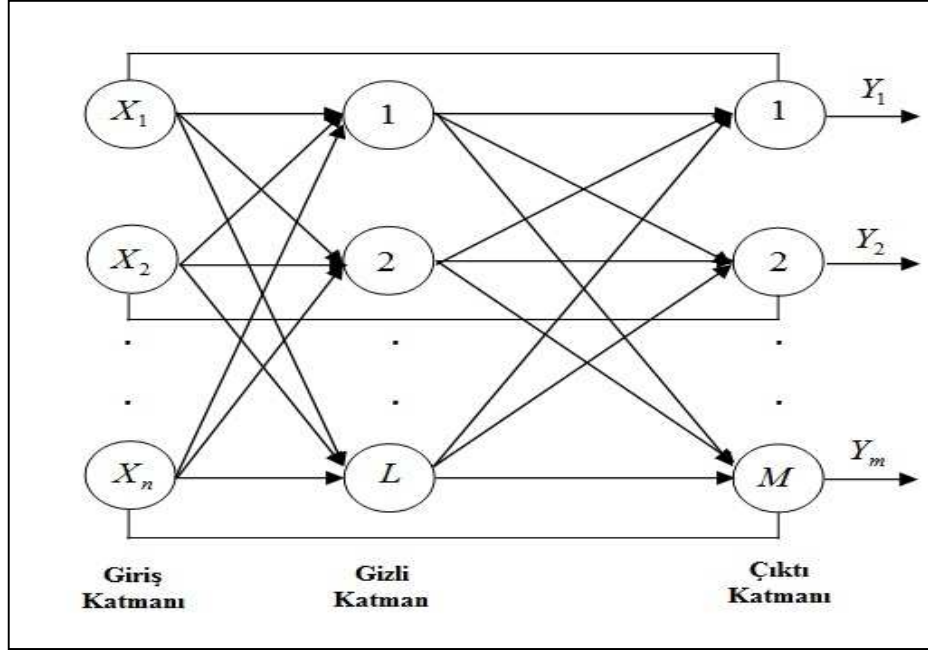 X₁ 1 1 Y₁
X₂ 2 2 Y₂
. . .
. . .
Xₙ L M Yₘ
Giriş Gizli Çıktı
Katmanı Katman Katmanı